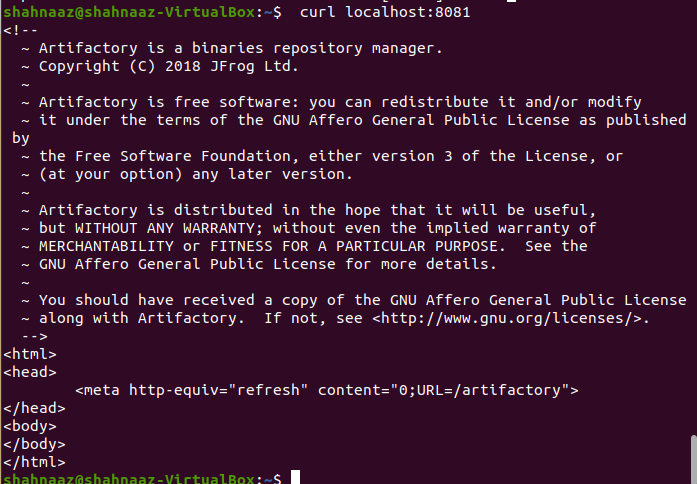 shahnaaz@shahnaaz-VirtualBox:~$  curl localhost:8081
<!--
  ~ Artifactory is a binaries repository manager.
  ~ Copyright (C) 2018 JFrog Ltd.
  ~
  ~ Artifactory is free software: you can redistribute it and/or modify
  ~ it under the terms of the GNU Affero General Public License as published
 by
  ~ the Free Software Foundation, either version 3 of the License, or
  ~ (at your option) any later version.
  ~
  ~ Artifactory is distributed in the hope that it will be useful,
  ~ but WITHOUT ANY WARRANTY; without even the implied warranty of
  ~ MERCHANTABILITY or FITNESS FOR A PARTICULAR PURPOSE.  See the
  ~ GNU Affero General Public License for more details.
  ~
  ~ You should have received a copy of the GNU Affero General Public License
  ~ along with Artifactory.  If not, see <http://www.gnu.org/licenses/>.
  -->
<html>
<head>
        <meta http-equiv="refresh" content="0;URL=/artifactory">
</head>
<body>
</body>
</html>
shahnaaz@shahnaaz-VirtualBox:~$